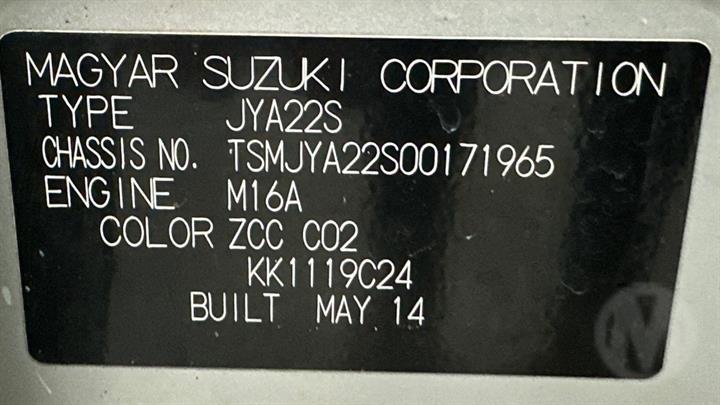 MAGYAR SUZUKI CORPORATION
TYPE JYA22S
CHASSIS NO. TSMJYA22S00171965
ENGINE M16A
COLOR ZCC C02
KK1119C24
BUILT MAY 14